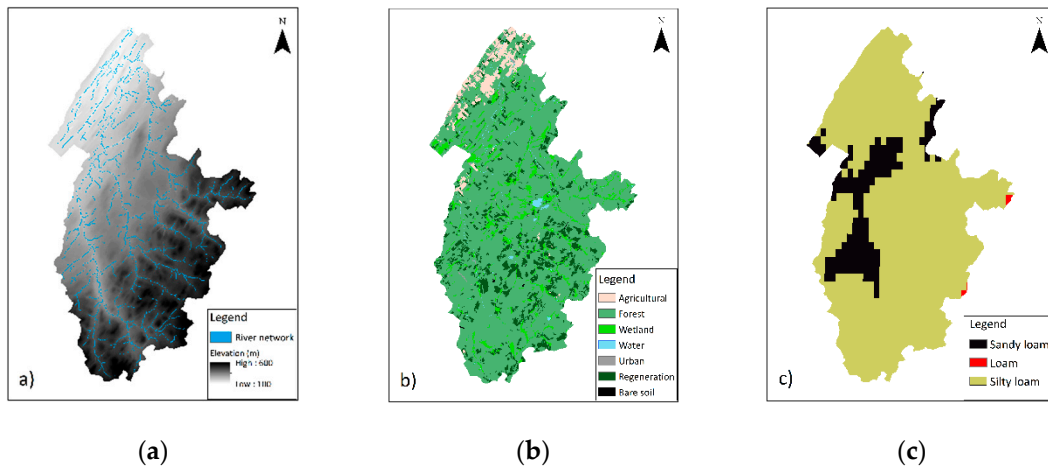 N
Legend
River network
Elevation (m)
High : 600
Low : 100
a)
N
Legend
Agricultural
Forest
Wetland
Water
Urban
Regeneration
Bare soil
b)
N
Legend
Sandy loam
Loam
Silty loam
c)
(a)
(b)
(c)